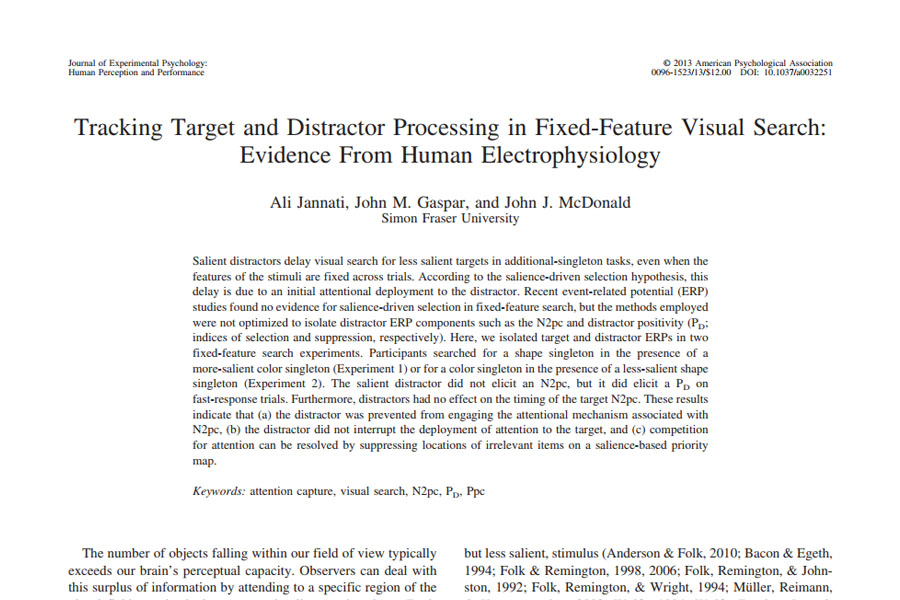 Journal of Experimental Psychology:
Human Perception and Performance
© 2013 American Psychological Association
0096-1523/13/$12.00 DOI: 10.1037/a0032251
Tracking Target and Distractor Processing in Fixed-Feature Visual Search:
Evidence From Human Electrophysiology
Ali Jannati, John M. Gaspar, and John J. McDonald
Simon Fraser University
Salient distractors delay visual search for less salient targets in additional-singleton tasks, even when the
features of the stimuli are fixed across trials. According to the salience-driven selection hypothesis, this
delay is due to an initial attentional deployment to the distractor. Recent event-related potential (ERP)
studies found no evidence for salience-driven selection in fixed-feature search, but the methods employed
were not optimized to isolate distractor ERP components such as the N2pc and distractor positivity (PD;
indices of selection and suppression, respectively). Here, we isolated target and distractor ERPs in two
fixed-feature search experiments. Participants searched for a shape singleton in the presence of a
more-salient color singleton (Experiment 1) or for a color singleton in the presence of a less-salient shape
singleton (Experiment 2). The salient distractor did not elicit an N2pc, but it did elicit a PD on
fast-response trials. Furthermore, distractors had no effect on the timing of the target N2pc. These results
indicate that (a) the distractor was prevented from engaging the attentional mechanism associated with
N2pc, (b) the distractor did not interrupt the deployment of attention to the target, and (c) competition
for attention can be resolved by suppressing locations of irrelevant items on a salience-based priority
map.
Keywords: attention capture, visual search, N2pc, PD, Ppc
The number of objects falling within our field of view typically
exceeds our brain's perceptual capacity. Observers can deal with
this surplus of information by attending to a specific region of the
but less salient, stimulus (Anderson & Folk, 2010; Bacon & Egeth,
1994; Folk & Remington, 1998, 2006; Folk, Remington, & John-
ston, 1992; Folk, Remington, & Wright, 1994; Müller, Reimann,